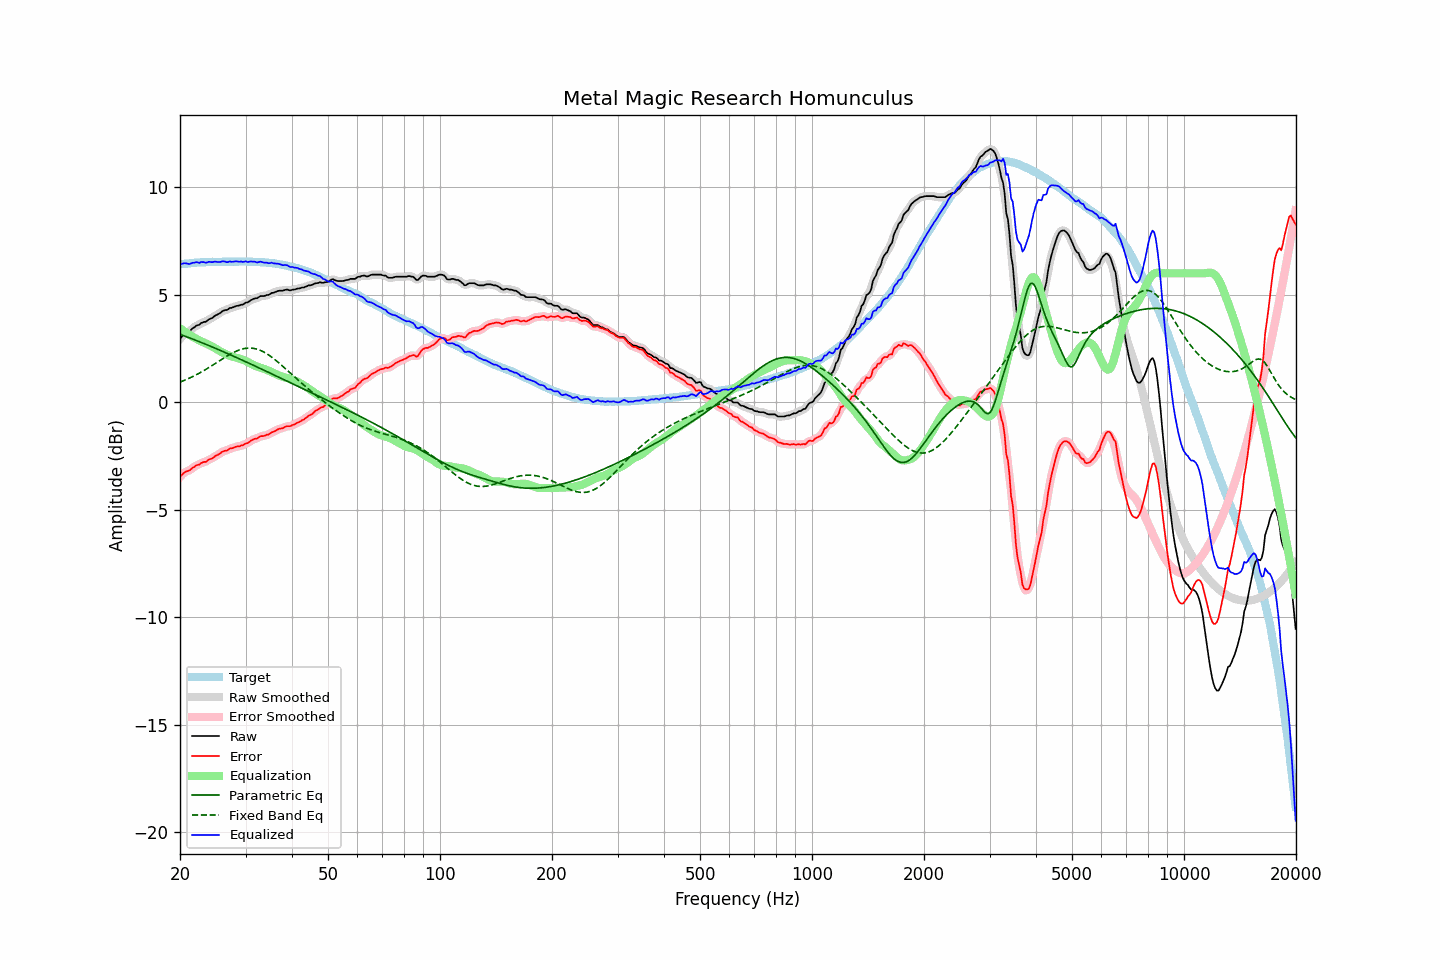 Metal Magic Research Homunculus
Amplitude (dBr)
10
5
0
−5
−10
−15
−20
Target
Raw Smoothed
Error Smoothed
Raw
Error
Equalization
Parametric Eq
Fixed Band Eq
Equalized
20 50 100 200 500 1000 2000 5000 10000 20000
Frequency (Hz)